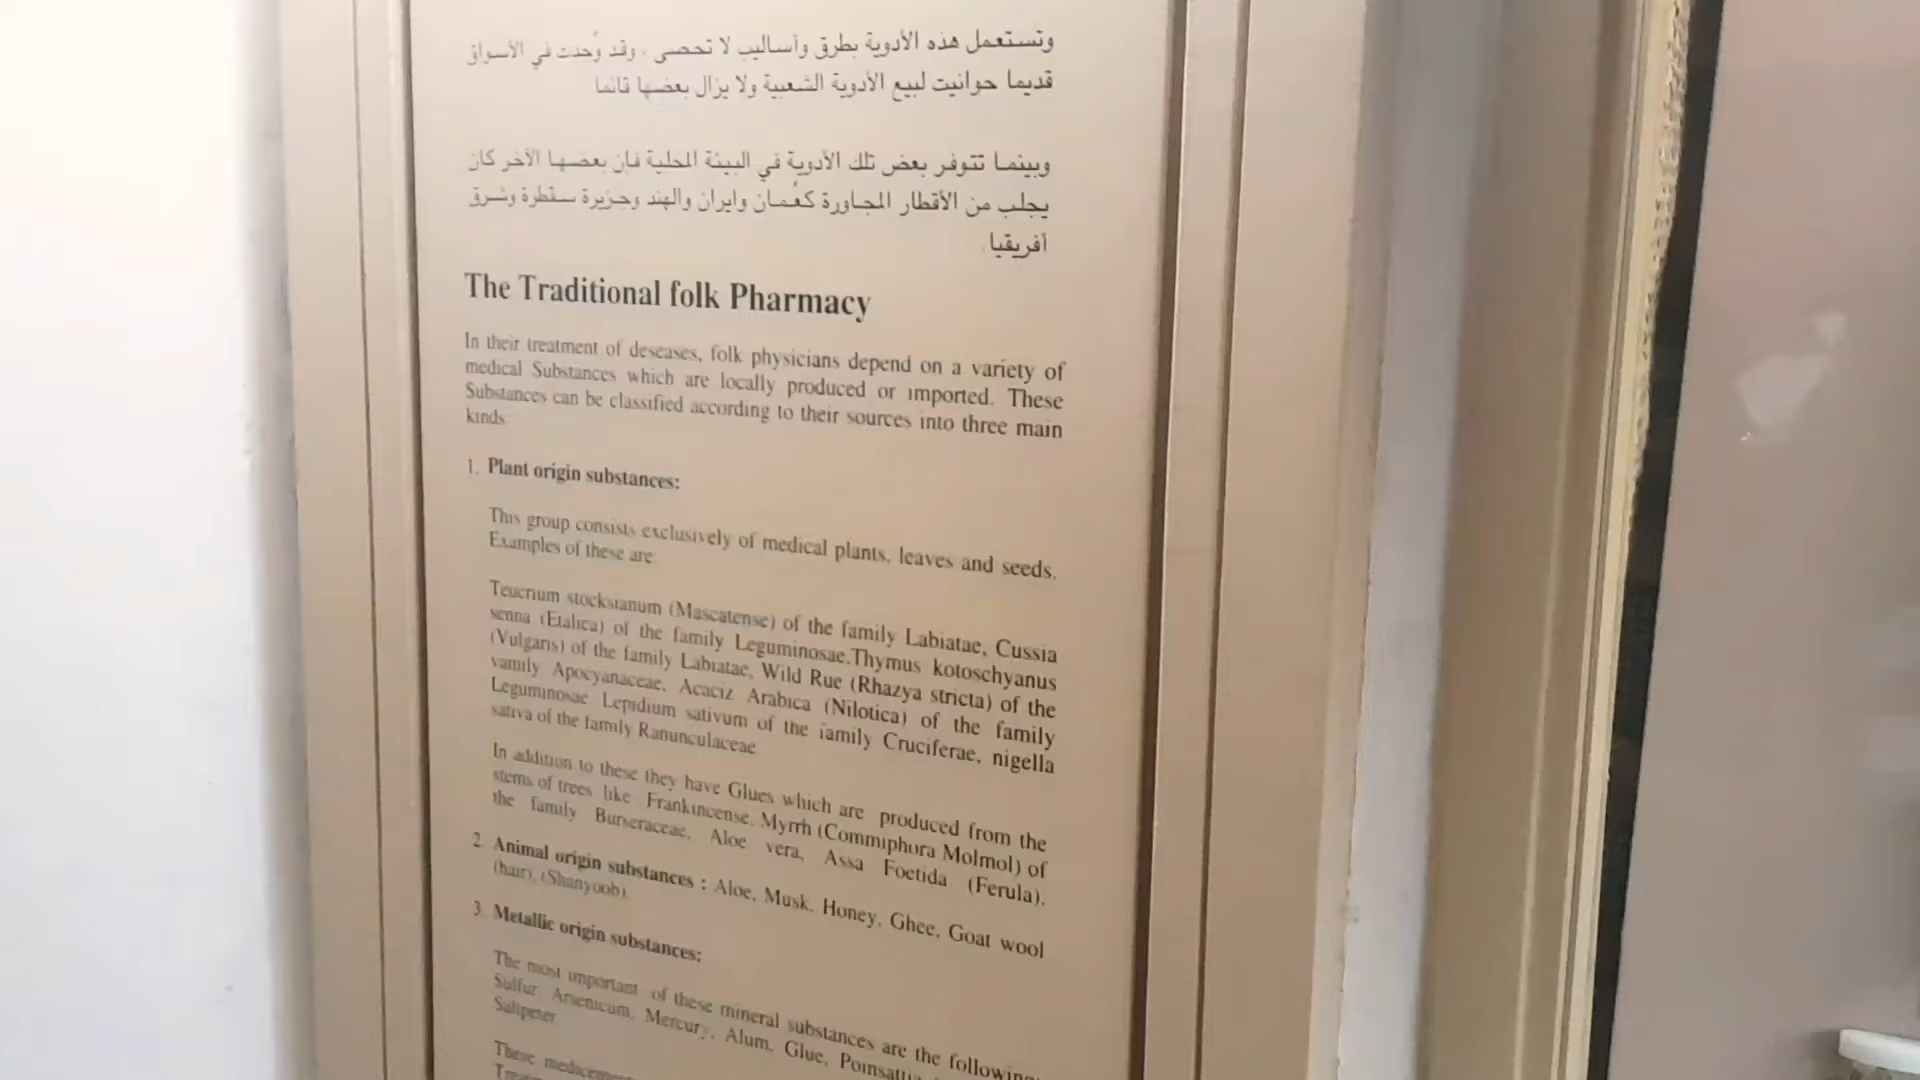 وتستعمل هذه الأدوية بطرق وأساليب لا تحصى ، وقد وُجدت في الأسواق
قديما حوانيت لبيع الأدوية الشعبية ولا يزال بعضها قائما
وبينما تتوفر بعض تلك الأدوية في البيئة المحلية فإن بعضها الآخر كان
يجلب من الأقطار المجاورة كعُمان وايران والهند وجزيرة سقطرة وشرق
أفريقيا.
The Traditional folk Pharmacy
In their treatment of deseases, folk physicians depend on a variety of
medical Substances which are locally produced or imported. These
Substances can be classified according to their sources into three main
kinds
1. Plant origin substances:
This group consists exclusively of medical plants, leaves and seeds.
Examples of these are
Teucrium stocksianum (Mascatense) of the family Labiatae, Cussia
senna (Etalica) of the family Leguminosae.Thymus kotoschyanus
(Vulgaris) of the family Labiatae, Wild Rue (Rhazya stricta) of the
vamily Apocyanaceae, Acaciz Arabica (Nilotica) of the family
Leguminosae Lepidium sativum of the family Cruciferae, nigella
sativa of the family Ranunculaceae
In addition to these they have Glues which are produced from the
stems of trees like Frankincense, Myrrh (Commiphora Molmol) of
the family Burseraceae, Aloe vera, Assa Foetida (Ferula).
2. Animal origin substances : Aloe, Musk, Honey, Ghee, Goat wool
(hair), (Shanyoob).
3. Metallic origin substances:
The most important of these mineral substances are the following:
Sulfur, Arsenicum, Mercury, Alum, Glue,
Saltpeter
These